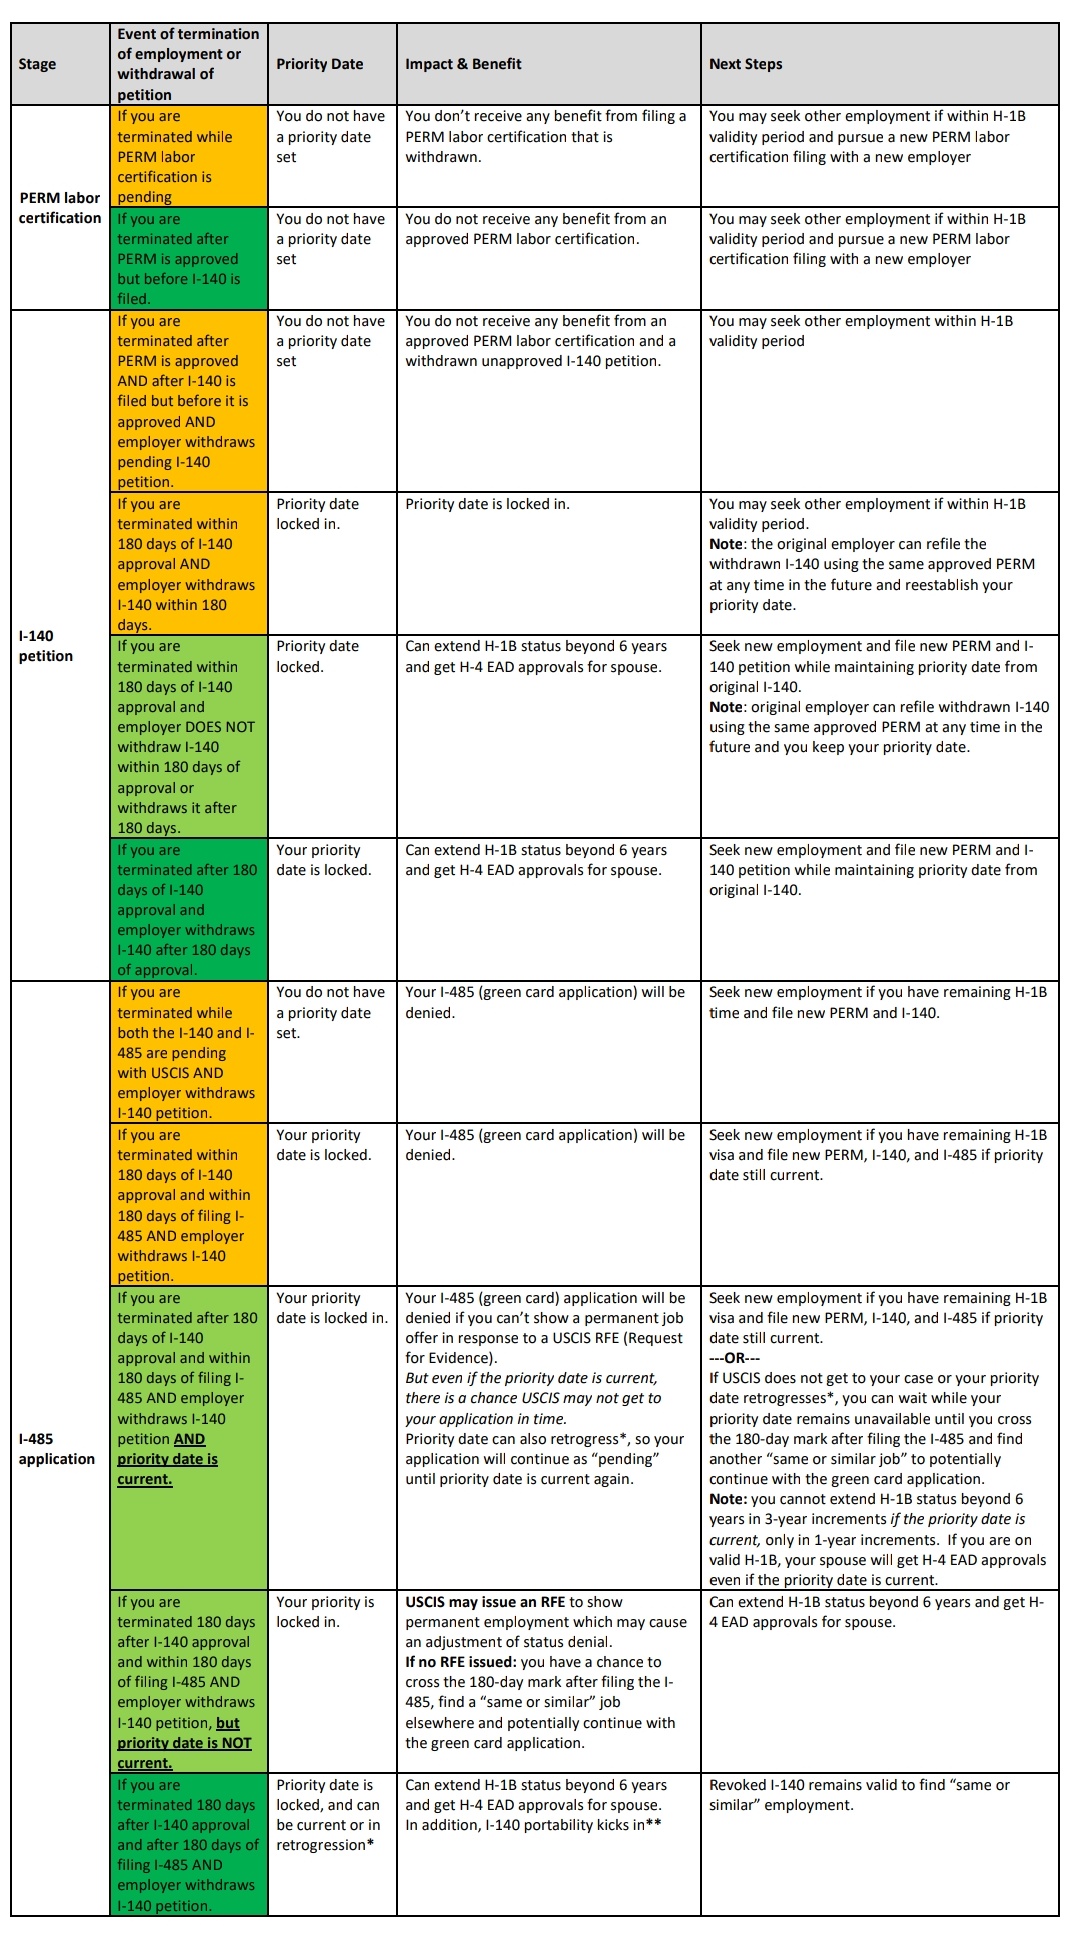 Stage
Event of termination
of employment or
withdrawal of
petition
Priority Date
Impact & Benefit
Next Steps
PERM labor
certification
If you are
terminated while
PERM labor
certification is
pending
You do not have
a priority date
set
You don’t receive any benefit from filing a
PERM labor certification that is
withdrawn.
You may seek other employment if within H-1B
validity period and pursue a new PERM labor
certification filing with a new employer
If you are
terminated after
PERM is approved
but before I-140 is
filed.
You do not have
a priority date
set
You do not receive any benefit from an
approved PERM labor certification.
You may seek other employment if within H-1B
validity period and pursue a new PERM labor
certification filing with a new employer
I-140
petition
If you are
terminated after
PERM is approved
AND after I-140 is
filed but before it is
approved AND
employer withdraws
pending I-140
petition.
You do not have
a priority date
set
You do not receive any benefit from an
approved PERM labor certification and a
withdrawn unapproved I-140 petition.
You may seek other employment within H-1B
validity period
If you are
terminated within
180 days of I-140
approval AND
employer withdraws
I-140 within 180
days.
Priority date
locked in.
Priority date is locked in.
You may seek other employment if within H-1B
validity period.
Note: the original employer can refile the
withdrawn I-140 using the same approved PERM
at any time in the future and reestablish your
priority date.
If you are
terminated within
180 days of I-140
approval and
employer DOES NOT
withdraw I-140
within 180 days of
approval or
withdraws it after
180 days.
Priority date
locked.
Can extend H-1B status beyond 6 years
and get H-4 EAD approvals for spouse.
Seek new employment and file new PERM and I-
140 petition while maintaining priority date from
original I-140.
Note: original employer can refile withdrawn I-140
using the same approved PERM at any time in the
future and you keep your priority date.
If you are
terminated after 180
days of I-140
approval and
employer withdraws
I-140 after 180 days
of approval.
Your priority
date is locked.
Can extend H-1B status beyond 6 years
and get H-4 EAD approvals for spouse.
Seek new employment and file new PERM and I-
140 petition while maintaining priority date from
original I-140.
I-485
application
If you are
terminated while
both the I-140 and I-
485 are pending
with USCIS AND
employer withdraws
I-140 petition.
You do not have
a priority date
set.
Your I-485 (green card application) will be
denied.
Seek new employment if you have remaining H-1B
time and file new PERM and I-140.
If you are
terminated within
180 days of I-140
approval and within
180 days of filing I-
485 AND employer
withdraws I-140
petition.
Your priority
date is locked.
Your I-485 (green card application) will be
denied.
Seek new employment if you have remaining H-1B
visa and file new PERM, I-140, and I-485 if priority
date still current.
If you are
terminated after 180
days of I-140
approval and within
180 days of filing I-
485 AND employer
withdraws I-140
petition AND
priority date is
current.
Your priority
date is locked in.
Your I-485 (green card) application will be
denied if you can’t show a permanent job
offer in response to a USCIS RFE (Request
for Evidence).
But even if the priority date is current,
there is a chance USCIS may not get to
your application in time.
Priority date can also retrogress*, so your
application will continue as “pending”
until priority date is current again.
Seek new employment if you have remaining H-1B
visa and file new PERM, I-140, and I-485 if priority
date still current.
---OR---
If USCIS does not get to your case or your priority
date retrogresses*, you can wait while your
priority date remains unavailable until you cross
the 180-day mark after filing the I-485 and find
another “same or similar job” to potentially
continue with the green card application.
Note: you cannot extend H-1B status beyond 6
years in 3-year increments if the priority date is
current, only in 1-year increments.  If you are on
valid H-1B, your spouse will get H-4 EAD approvals
even if the priority date is current.
If you are
terminated 180 days
after I-140 approval
and within 180 days
of filing I-485 AND
employer withdraws
I-140 petition, but
priority date is NOT
current.
Your priority is
locked in.
USCIS may issue an RFE to show
permanent employment which may cause
an adjustment of status denial.
If no RFE issued: you have a chance to
cross the 180-day mark after filing the I-
485, find a “same or similar” job
elsewhere and potentially continue with
the green card application.
Can extend H-1B status beyond 6 years and get H-
4 EAD approvals for spouse.
If you are
terminated 180 days
after I-140 approval
and after 180 days of
filing I-485 AND
employer withdraws
I-140 petition.
Priority date is
locked, and can
be current or in
retrogression*
Can extend H-1B status beyond 6 years
and get H-4 EAD approvals for spouse.
In addition, I-140 portability kicks in**
Revoked I-140 remains valid to find “same or
similar” employment.